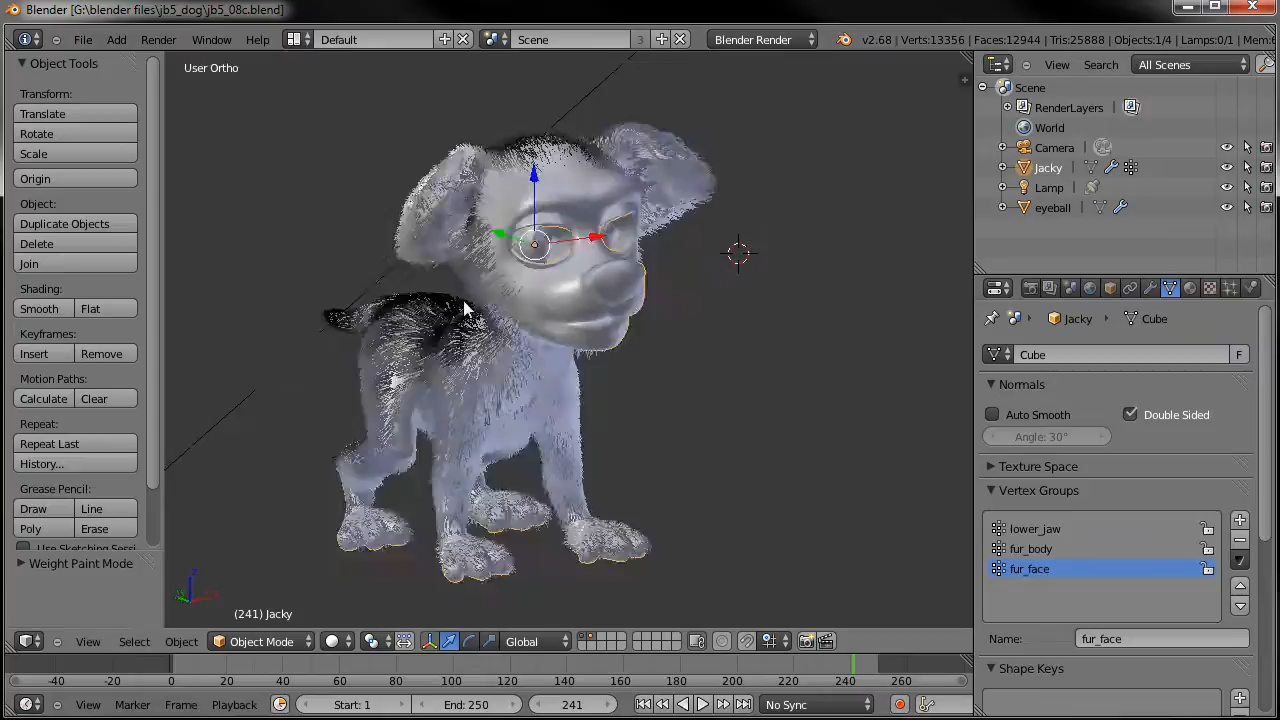 Blender [G:\blender files\jb5_dog\jb5_08c.blend]
File Add Render Window Help Default Scene 3 Blender Render v2.68 | Verts:13356 | Faces:12944 | Tris:25888 | Objects:1/4 | Lamps:0/1 | Mem:
Object Tools
Transform:
Translate
Rotate
Scale
Origin
Object:
Duplicate Objects
Delete
Join
Shading:
Smooth Flat
Keyframes:
Insert Remove
Motion Paths:
Calculate Clear
Repeat:
Repeat Last
History...
Grease Pencil:
Draw Line
Poly Erase
Use Sketching Sessi
Weight Paint Mode
User Ortho
(241) Jacky
View Select Object Object Mode Global
View Search All Scenes
Scene
RenderLayers
World
Camera
Jacky
Lamp
eyeball
Jacky Cube
Cube F
Normals
Auto Smooth Double Sided
Angle: 30°
Texture Space
Vertex Groups
lower_jaw
fur_body
fur_face
Name: fur_face
Shape Keys
-40 -20 0 20 40 60 80 100 120 140 160 180 200 220 240 260
View Marker Frame Playback Start: 1 End: 250 241 No Sync